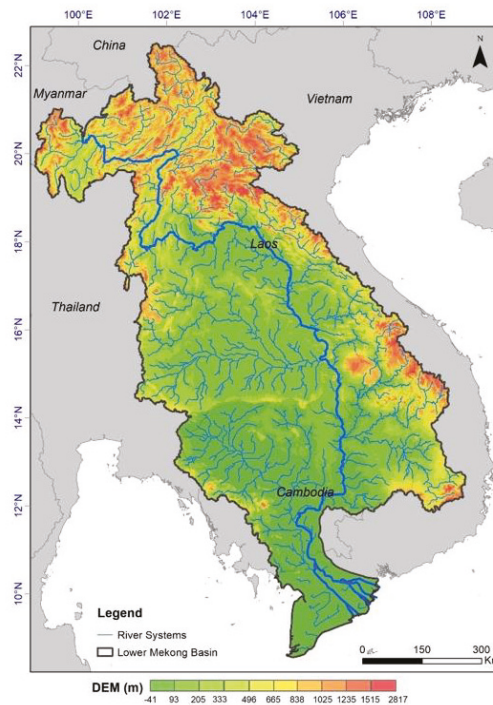 100°E 102°E 104°E 106°E 108°E
22°N
20°N
18°N
16°N
14°N
12°N
10°N
China
N
Myanmar
Vietnam
Laos
Thailand
Cambodia
Legend
River Systems
Lower Mekong Basin
0 150 300
DEM (m)
-41 93 205 333 496 665 838 1025 1235 1515 2817